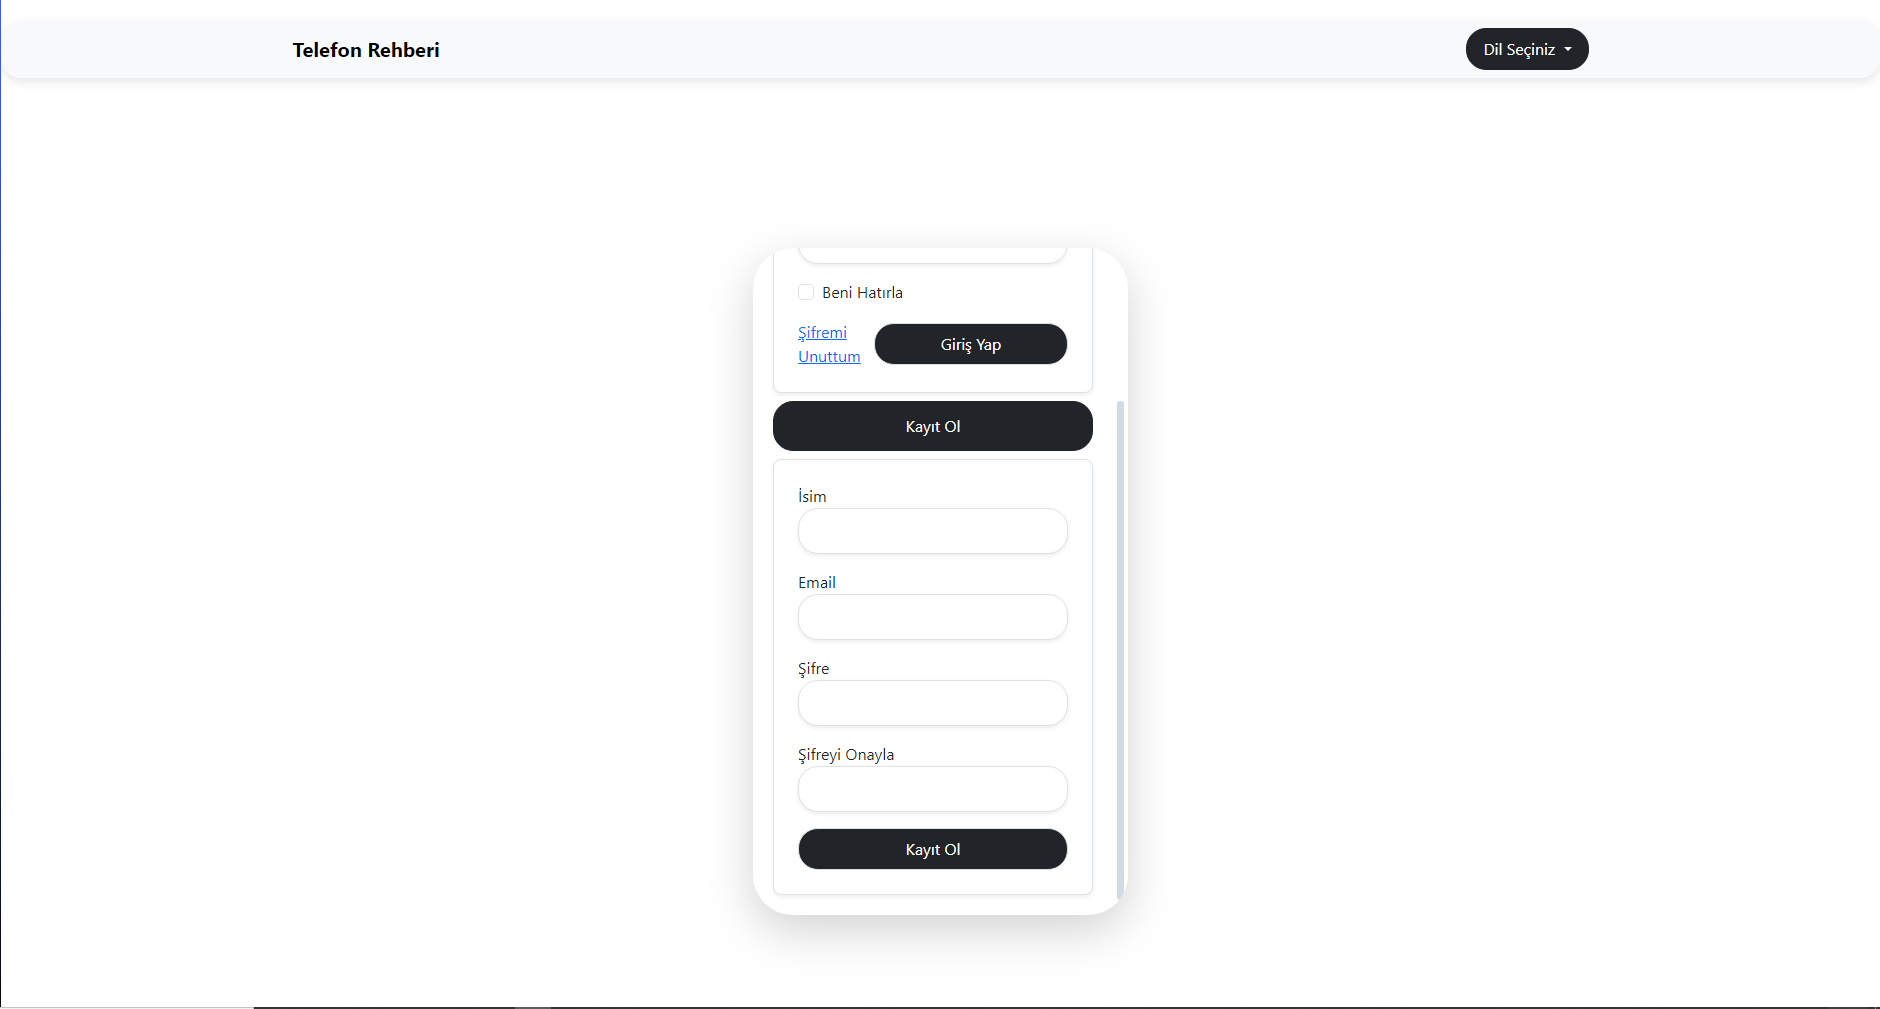 Telefon Rehberi
Dil Seçiniz
Beni Hatırla
Şifremi
Unuttum
Giriş Yap
Kayıt Ol
İsim
Email
Şifre
Şifreyi Onayla
Kayıt Ol